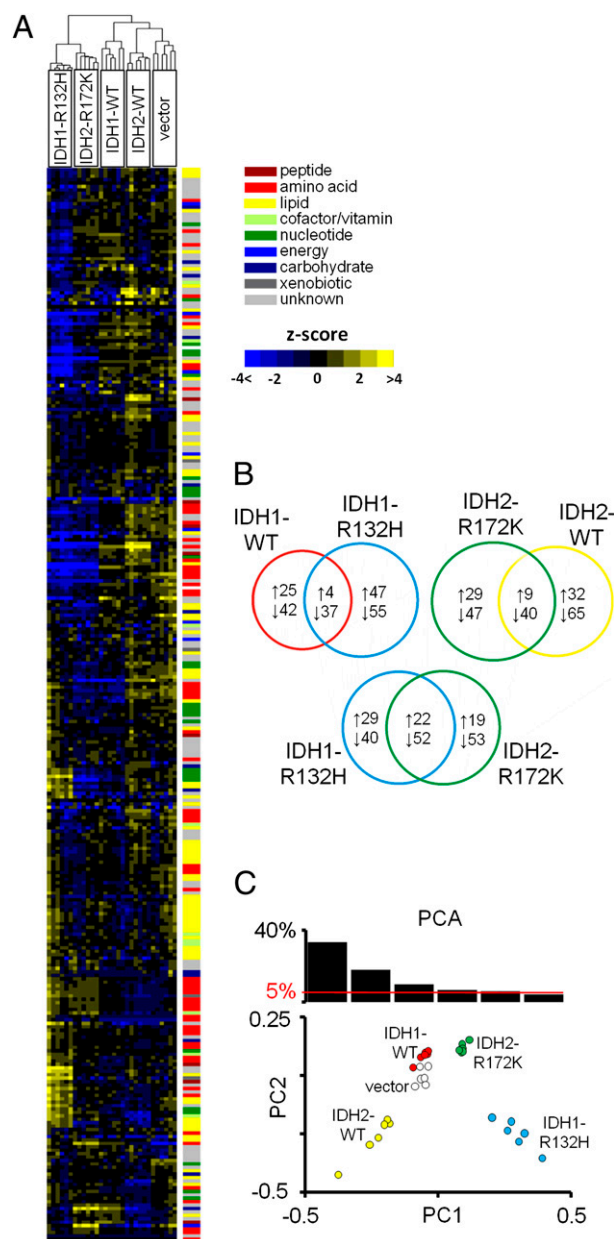 A
IDH1-R132H
IDH2-R172K
IDH1-WT
IDH2-WT
vector
peptide
amino acid
lipid
cofactor/vitamin
nucleotide
energy
carbohydrate
xenobiotic
unknown
z-score
-4< -2 0 2 >4
B
IDH1-
WT
IDH1-
R132H
IDH2-
R172K
IDH2-
WT
↑25 ↑4 ↑47 ↑29 ↑9 ↑32
↓42 ↓37 ↓55 ↓47 ↓40 ↓65
↑29 ↑22 ↑19
↓40 ↓52 ↓53
IDH1-
R132H
IDH2-
R172K
C
PCA
40%
5%
0.25
IDH1-
WT
IDH2-
R172K
vector
PC2
IDH2-
WT
IDH1-
R132H
-0.5
-0.5 PC1 0.5